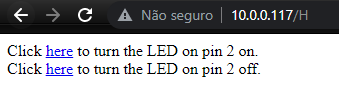 Não seguro | 10.0.0.117/H
Click here to turn the LED on pin 2 on.
Click here to turn the LED on pin 2 off.